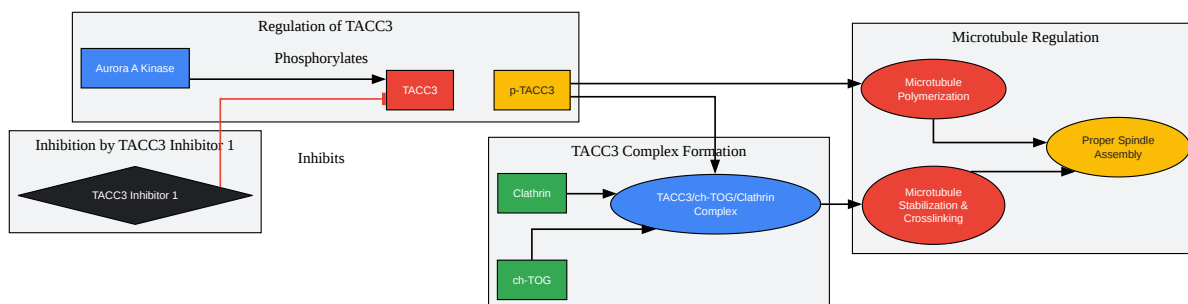 Regulation of TACC3
Phosphorylates
Aurora A Kinase
TACC3
p-TACC3
Inhibition by TACC3 Inhibitor 1
TACC3 Inhibitor 1
Inhibits
TACC3 Complex Formation
Clathrin
ch-TOG
TACC3/ch-TOG/Clathrin
Complex
Microtubule Regulation
Microtubule
Polymerization
Microtubule
Stabilization &
Crosslinking
Proper Spindle
Assembly